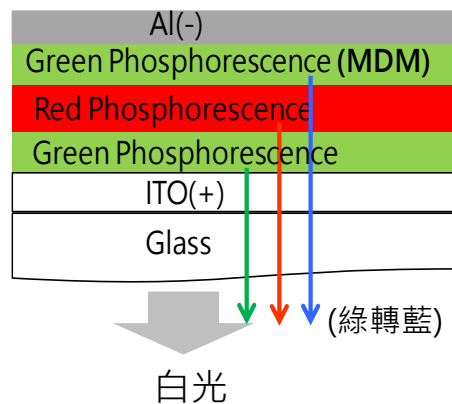 Al(-)
Green Phosphorescence (MDM)
Red Phosphorescence
Green Phosphorescence
ITO(+)
Glass
(綠轉藍)
白光